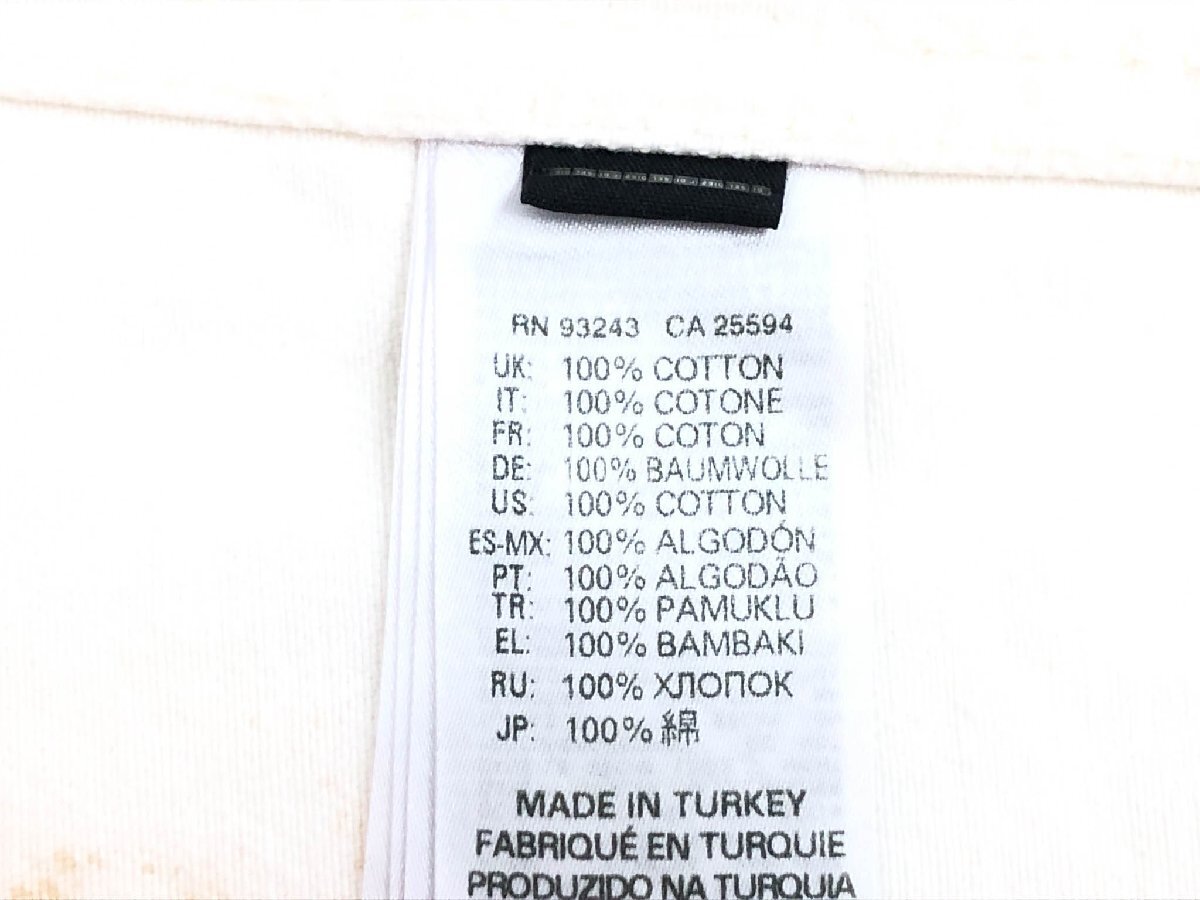 RN 93243 CA 25594
UK: 100% COTTON
IT: 100% COTONE
FR: 100% COTON
DE: 100% BAUMWOLLE
US: 100% COTTON
ES-MX: 100% ALGODÓN
PT: 100% ALGODÃO
TR: 100% PAMUKLU
EL: 100% BAMBAKI
RU: 100% ХЛОПОК
JP: 100% 綿
MADE IN TURKEY
FABRIQUÉ EN TURQUIE
PRODUZIDO NA TURQUIA